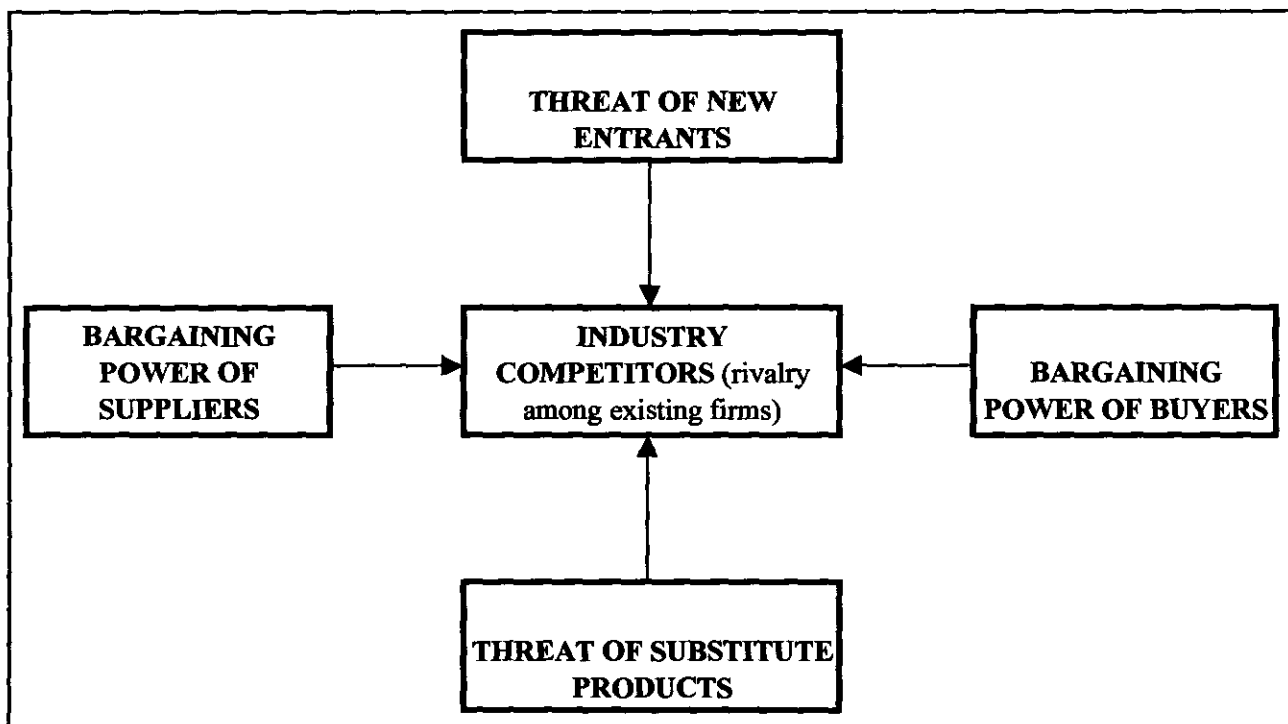 THREAT OF NEW
ENTRANTS
BARGAINING
POWER OF
SUPPLIERS
INDUSTRY
COMPETITORS (rivalry
among existing firms)
BARGAINING
POWER OF BUYERS
THREAT OF SUBSTITUTE
PRODUCTS